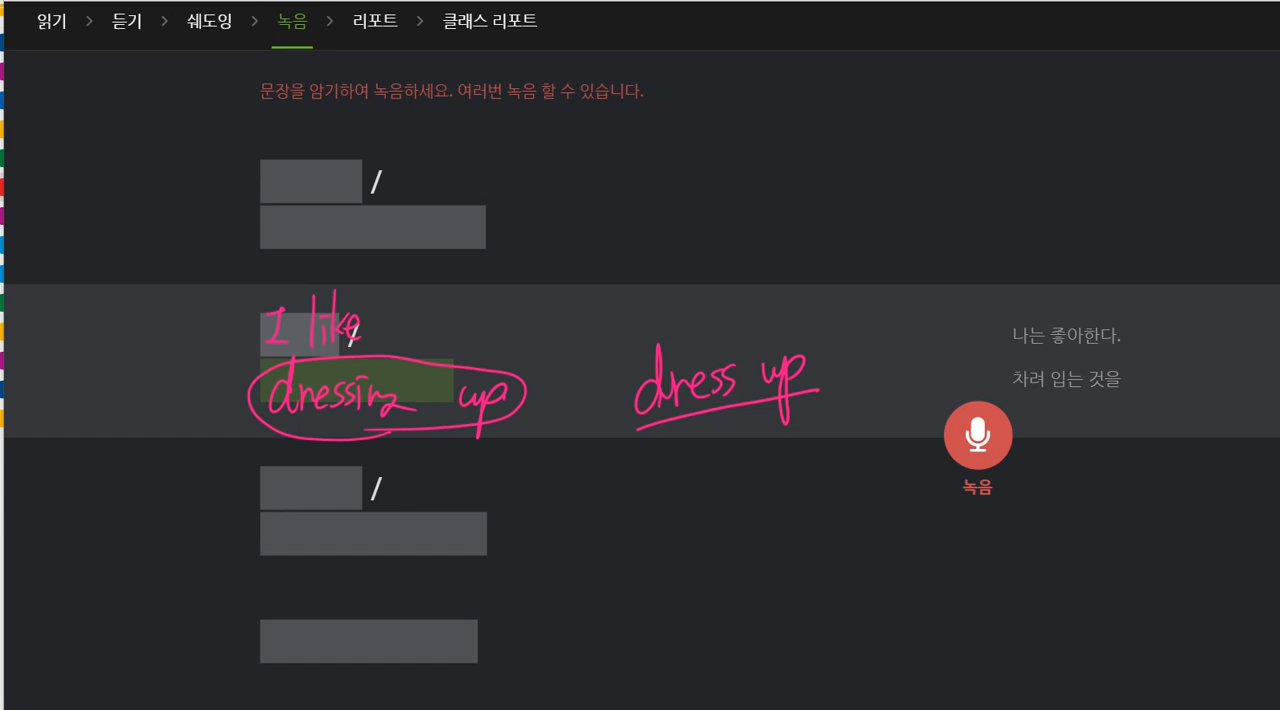 읽기 > 듣기 > 쉐도잉 > 녹음 > 리포트 > 클래스 리포트
문장을 암기하여 녹음하세요. 여러번 녹음 할 수 있습니다.
/
I like /
dressing up
dress up
나는 좋아한다.
차려 입는 것을
녹음
/